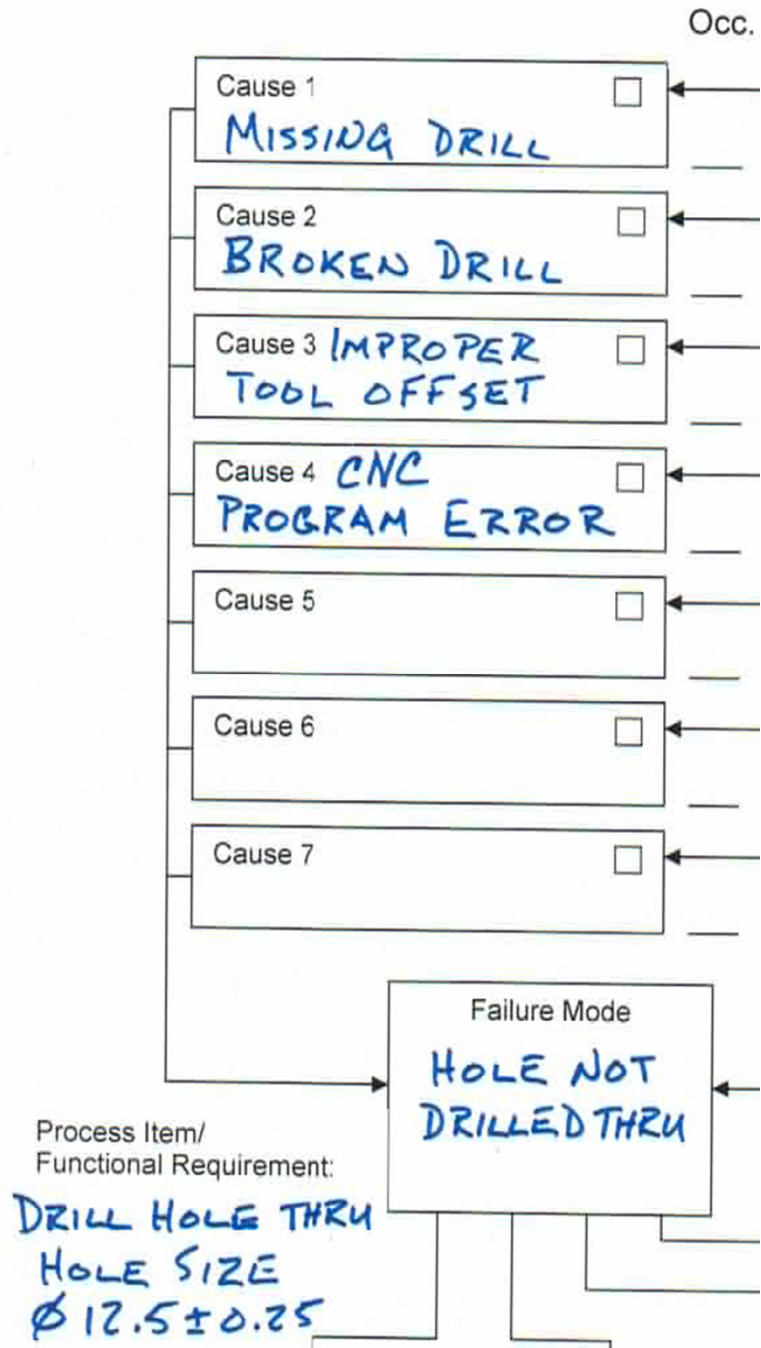 Occ.
Cause 1
MISSING DRILL
Cause 2
BROKEN DRILL
Cause 3 IMPROPER
TOOL OFFSET
Cause 4 CNC
PROGRAM ERROR
Cause 5
Cause 6
Cause 7
Failure Mode
HOLE NOT
DRILLED THRU
Process Item/
Functional Requirement:
DRILL HOLE THRU
HOLE SIZE
Ø 12.5 ± 0.25